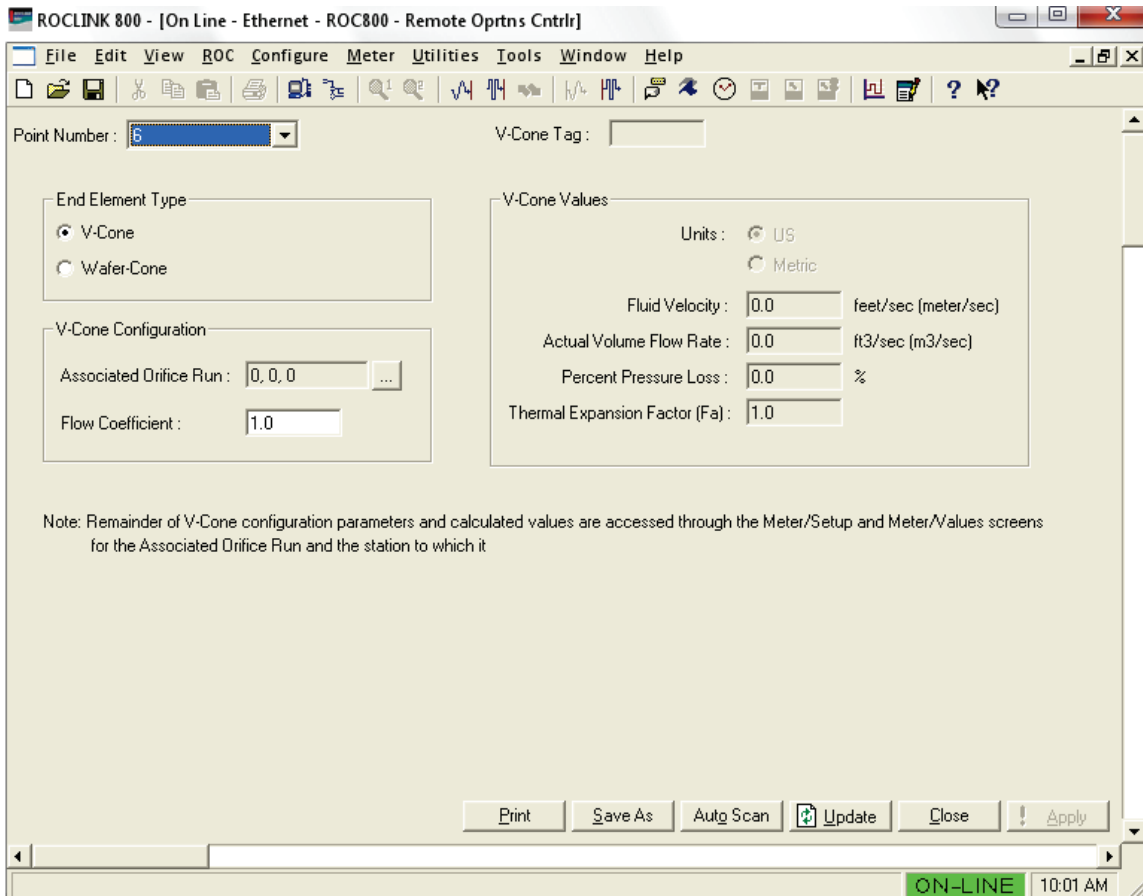 ROCLINK 800 - [On Line - Ethernet - ROC800 - Remote Oprtns Cntrlr]
File Edit View ROC Configure Meter Utilities Tools Window Help
Point Number : 6
V-Cone Tag :
End Element Type
V-Cone
Wafer-Cone
V-Cone Configuration
Associated Orifice Run : 0, 0, 0 ...
Flow Coefficient : 1.0
V-Cone Values
Units : US
Metric
Fluid Velocity : 0.0 feet/sec (meter/sec)
Actual Volume Flow Rate : 0.0 ft3/sec (m3/sec)
Percent Pressure Loss : 0.0 %
Thermal Expansion Factor (Fa) : 1.0
Note: Remainder of V-Cone configuration parameters and calculated values are accessed through the Meter/Setup and Meter/Values screens
for the Associated Orifice Run and the station to which it
Print Save As Auto Scan Update Close ! Apply
ON-LINE 10:01 AM